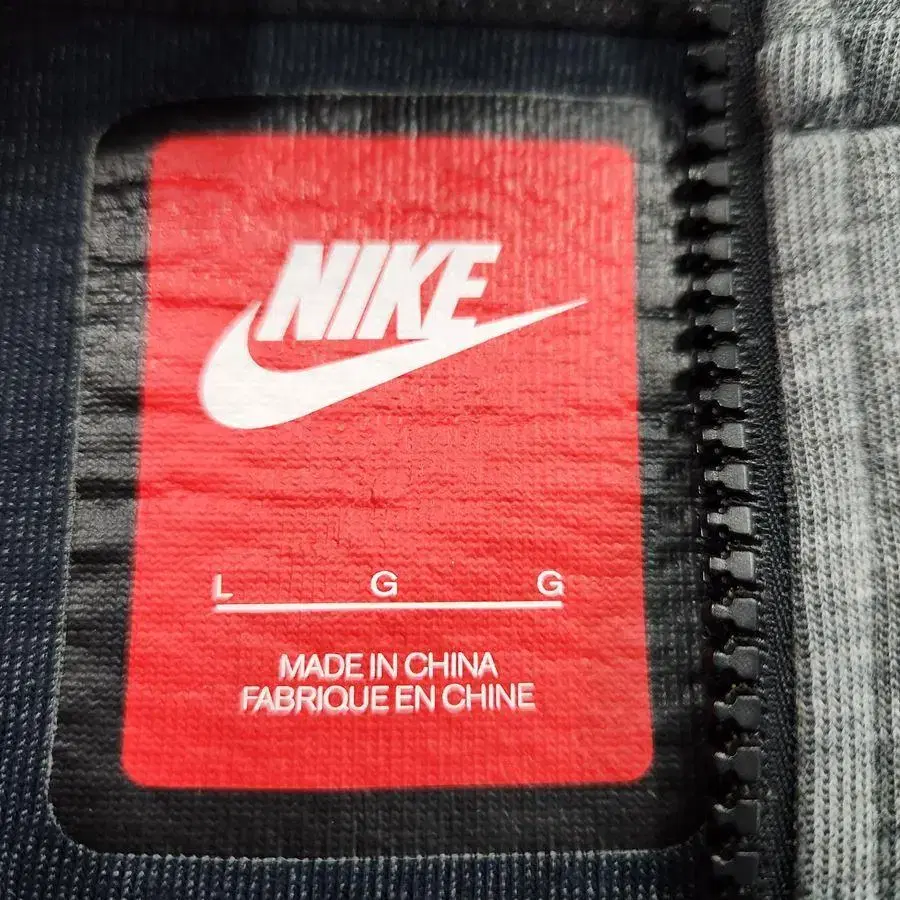 NIKE
L G G
MADE IN CHINA
FABRIQUE EN CHINE